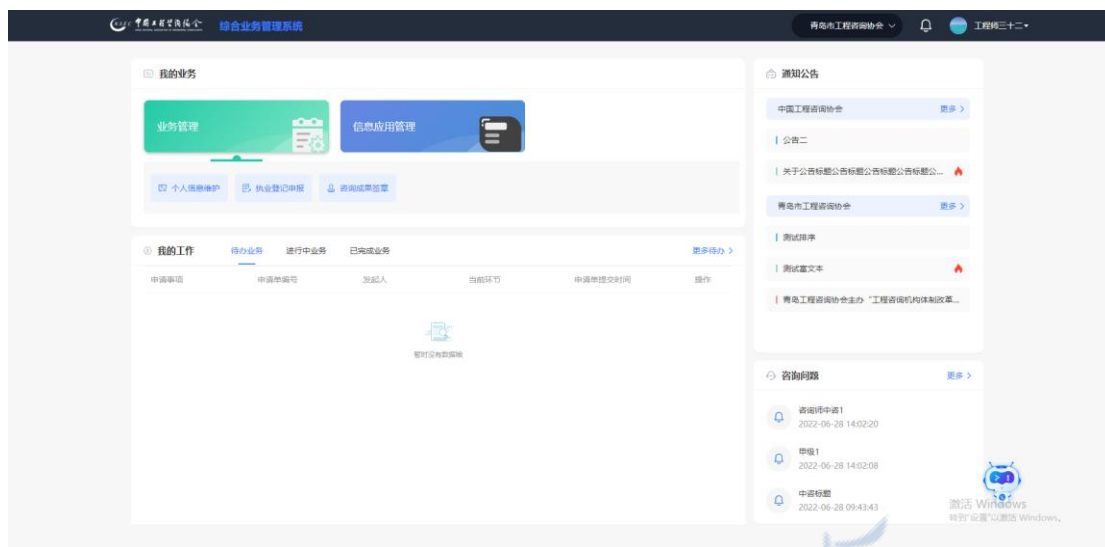 中国工程咨询协会
综合业务管理系统
青岛市工程咨询协会
工程师三十二
我的业务
业务管理
信息应用管理
个人信息维护
执业登记申报
咨询成果签章
我的工作
待办业务
进行中业务
已完成业务
更多待办 >
申请事项
申请单编号
发起人
当前环节
申请单提交时间
操作
暂时没有数据哦
通知公告
中国工程咨询协会
更多 >
公告二
关于公告标题公告标题公告标题公告标题公...
青岛市工程咨询协会
更多 >
测试排序
测试富文本
青岛工程咨询协会主办“工程咨询机构体制改革...
咨询问题
更多 >
咨询师中咨1
2022-06-28 14:02:20
甲级1
2022-06-28 14:02:08
中咨标题
2022-06-28 09:43:43
激活 Windows
转到"设置"以激活 Windows。